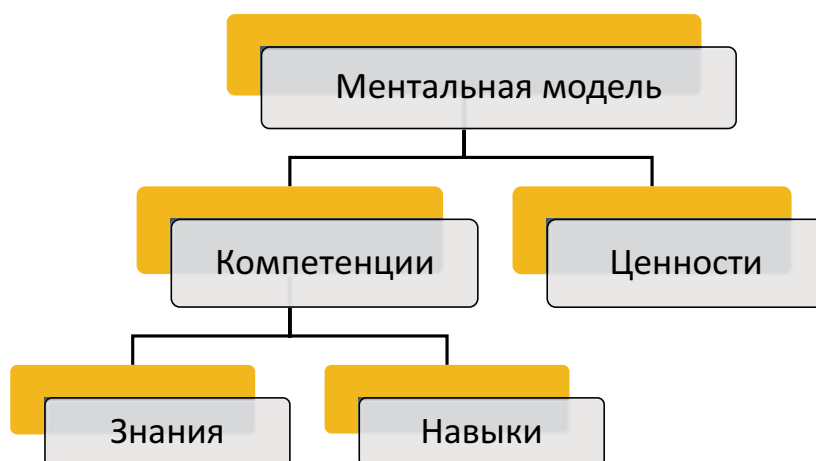 Ментальная модель
Компетенции
Ценности
Знания
Навыки